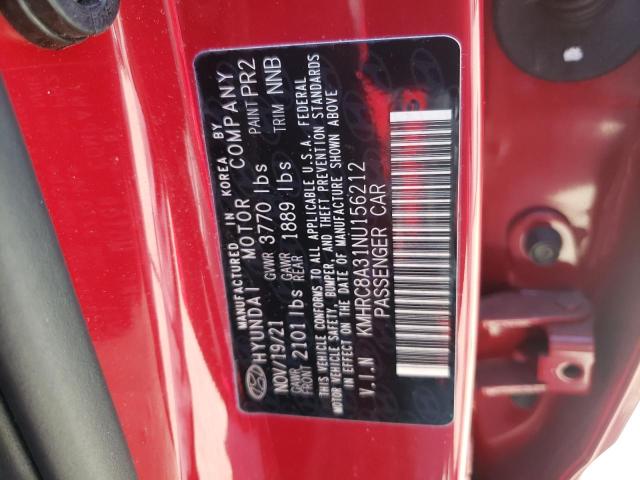 MANUFACTURED IN KOREA BY
HYUNDAI MOTOR COMPANY
NOV/19/21 GVWR 3770 lbs PAINT PR2
GAWR FRONT 2101 lbs GAWR REAR 1889 lbs TRIM NNB
THIS VEHICLE CONFORMS TO ALL APPLICABLE U.S.A. FEDERAL
MOTOR VEHICLE SAFETY, BUMPER, AND THEFT PREVENTION STANDARDS
IN EFFECT ON THE DATE OF MANUFACTURE SHOWN ABOVE
V.I.N KMHRC8A31NU156212
PASSENGER CAR